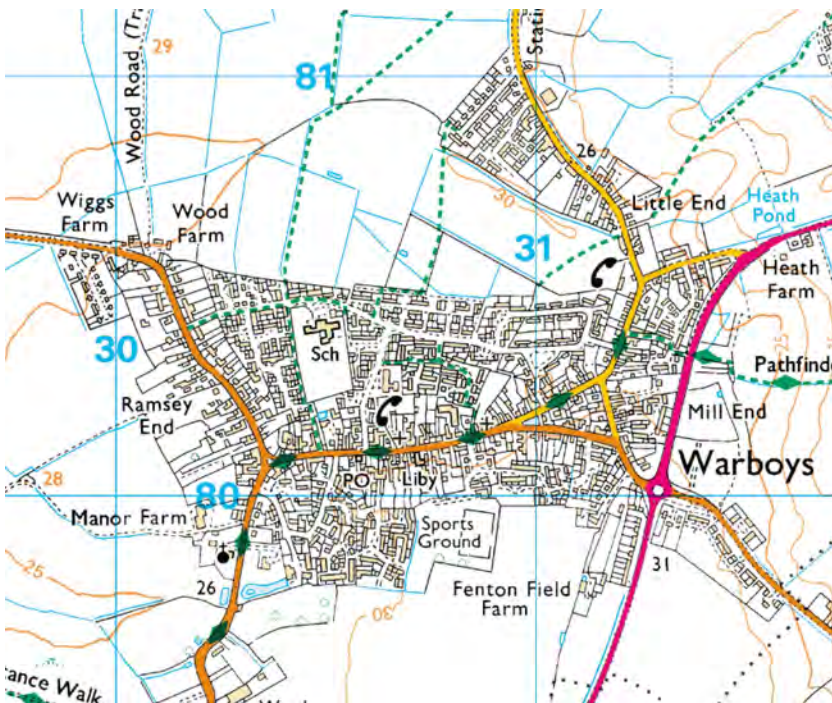 Wood Road (Tr
29
81
Stati
26
Wiggs
Farm
Wood
Farm
30
Little End
Heath
Pond
31
Heath
Farm
30
Sch
25
Pathfinde
Ramsey
End
Mill End
28
80
PO
Liby
Warboys
Manor Farm
Sports
Ground
25
26
30
Fenton Field
Farm
31
ance Walk